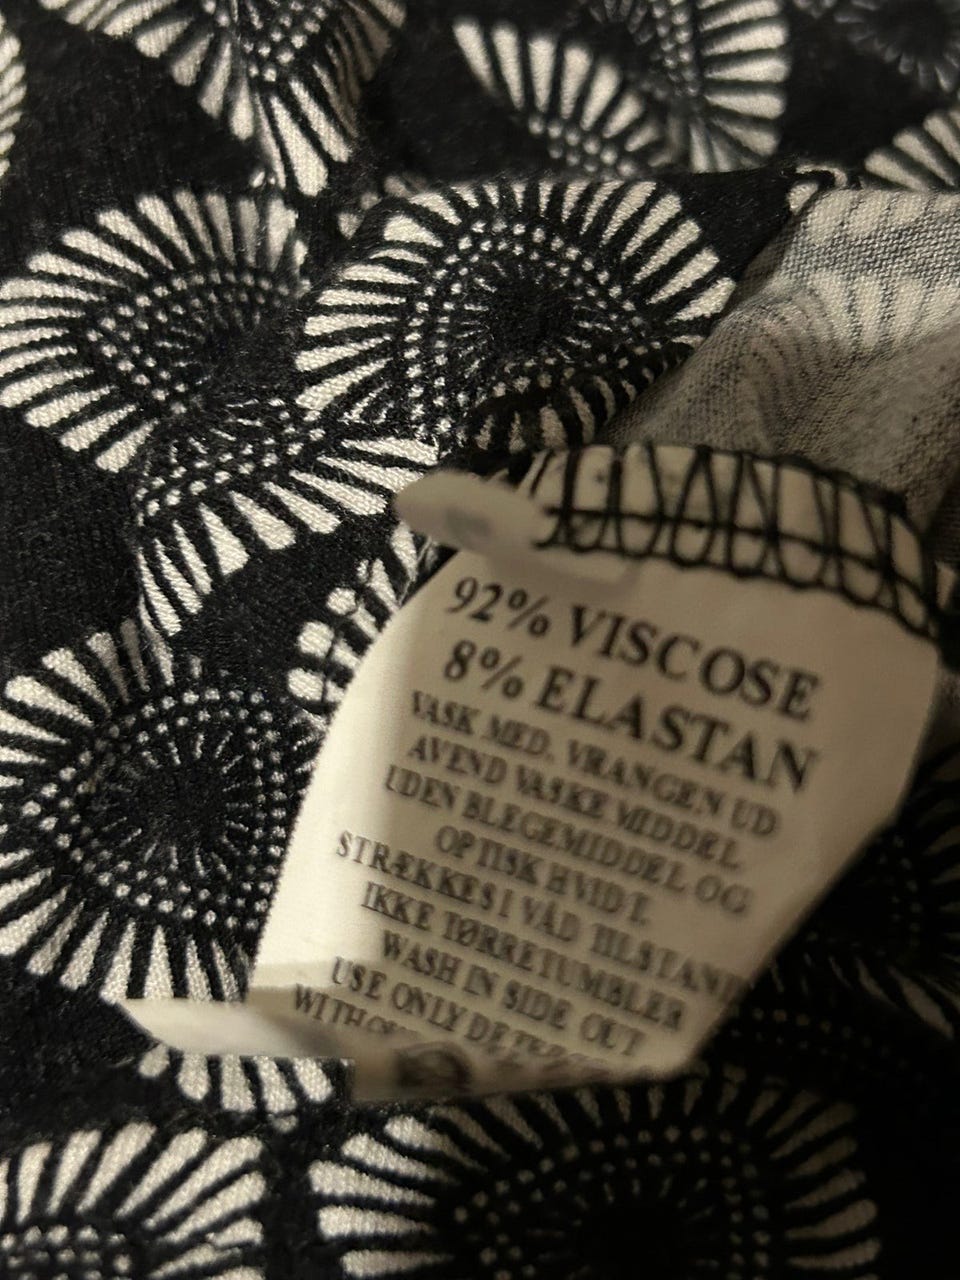 92% VISCOSE
8% ELASTAN
VASK MED. VRANGEN UD
AVEND VASKE MIDDEL
UDEN BLEGEMIDDEL OG
OPTISK HVIDT.
STRÆKKES I VÅD TILSTAND
IKKE TØRRETUMBLER
WASH IN SIDE OUT
USE ONLY